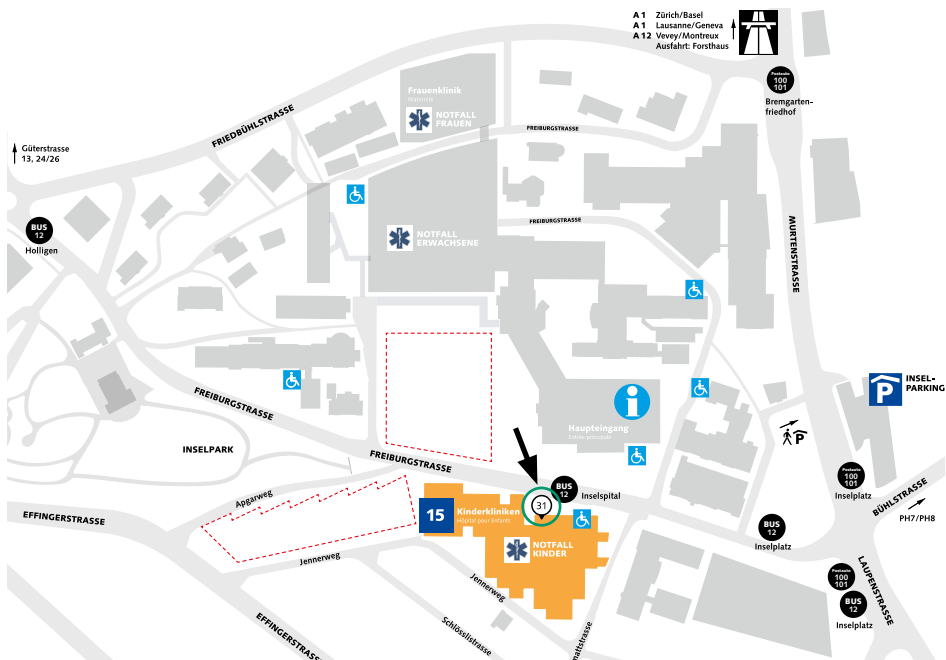 A 1 Zürich/Basel
A 1 Lausanne/Geneva
A 12 Vevey/Montreux
Ausfahrt: Forsthaus
Postauto
100
101
Bremgarten-
friedhof
Frauenklinik
Maternité
NOTFALL
FRAUEN
FRIEDBÜHLSTRASSE
FREIBURGSTRASSE
Güterstrasse
13, 24/26
BUS
12
Holligen
NOTFALL
ERWACHSENE
FREIBURGSTRASSE
MURTENSTRASSE
INSEL-
PARKING
P
FREIBURGSTRASSE
Haupteingang
Entrée principale
P
INSELPARK
FREIBURGSTRASSE
Apgarweg
BUS
12
Inselspital
31
15
Kinderkliniken
Hôpital pour Enfants
NOTFALL
KINDER
Postauto
100
101
Inselplatz
BÜHLSTRASSE
PH7/PH8
EFFINGERSTRASSE
BUS
12
Inselplatz
Jennerweg
Jennerweg
LAUPENSTRASSE
Postauto
100
101
BUS
12
Inselplatz
EFFINGERSTRASSE
Schlösslistrasse
mattstrasse